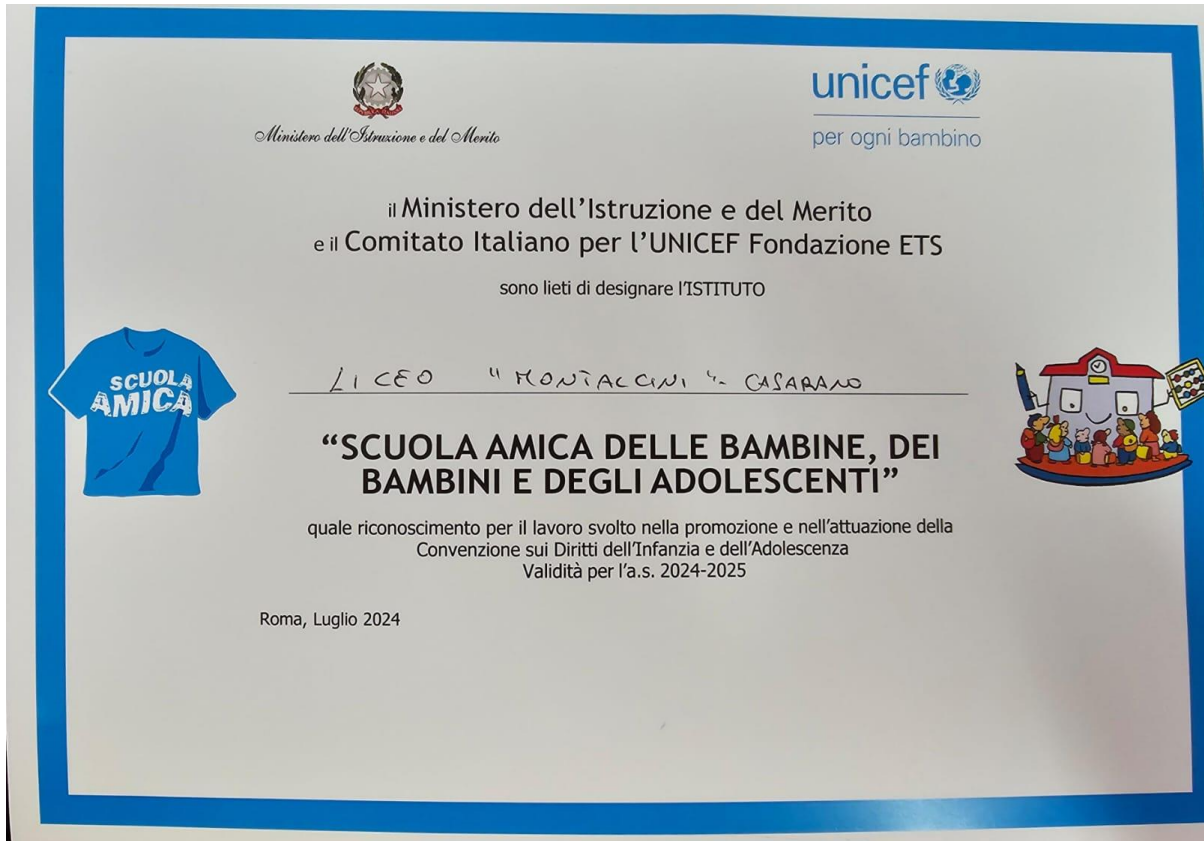 unicef
Ministero dell'Istruzione e del Merito
per ogni bambino
il Ministero dell'Istruzione e del Merito
e il Comitato Italiano per l'UNICEF Fondazione ETS
sono lieti di designare l'ISTITUTO
LICEO "MONTALCINI" - CASARANO
SCUOLA
AMICA
"SCUOLA AMICA DELLE BAMBINE, DEI
BAMBINI E DEGLI ADOLESCENTI"
quale riconoscimento per il lavoro svolto nella promozione e nell'attuazione della
Convenzione sui Diritti dell'Infanzia e dell'Adolescenza
Validità per l'a.s. 2024-2025
Roma, Luglio 2024